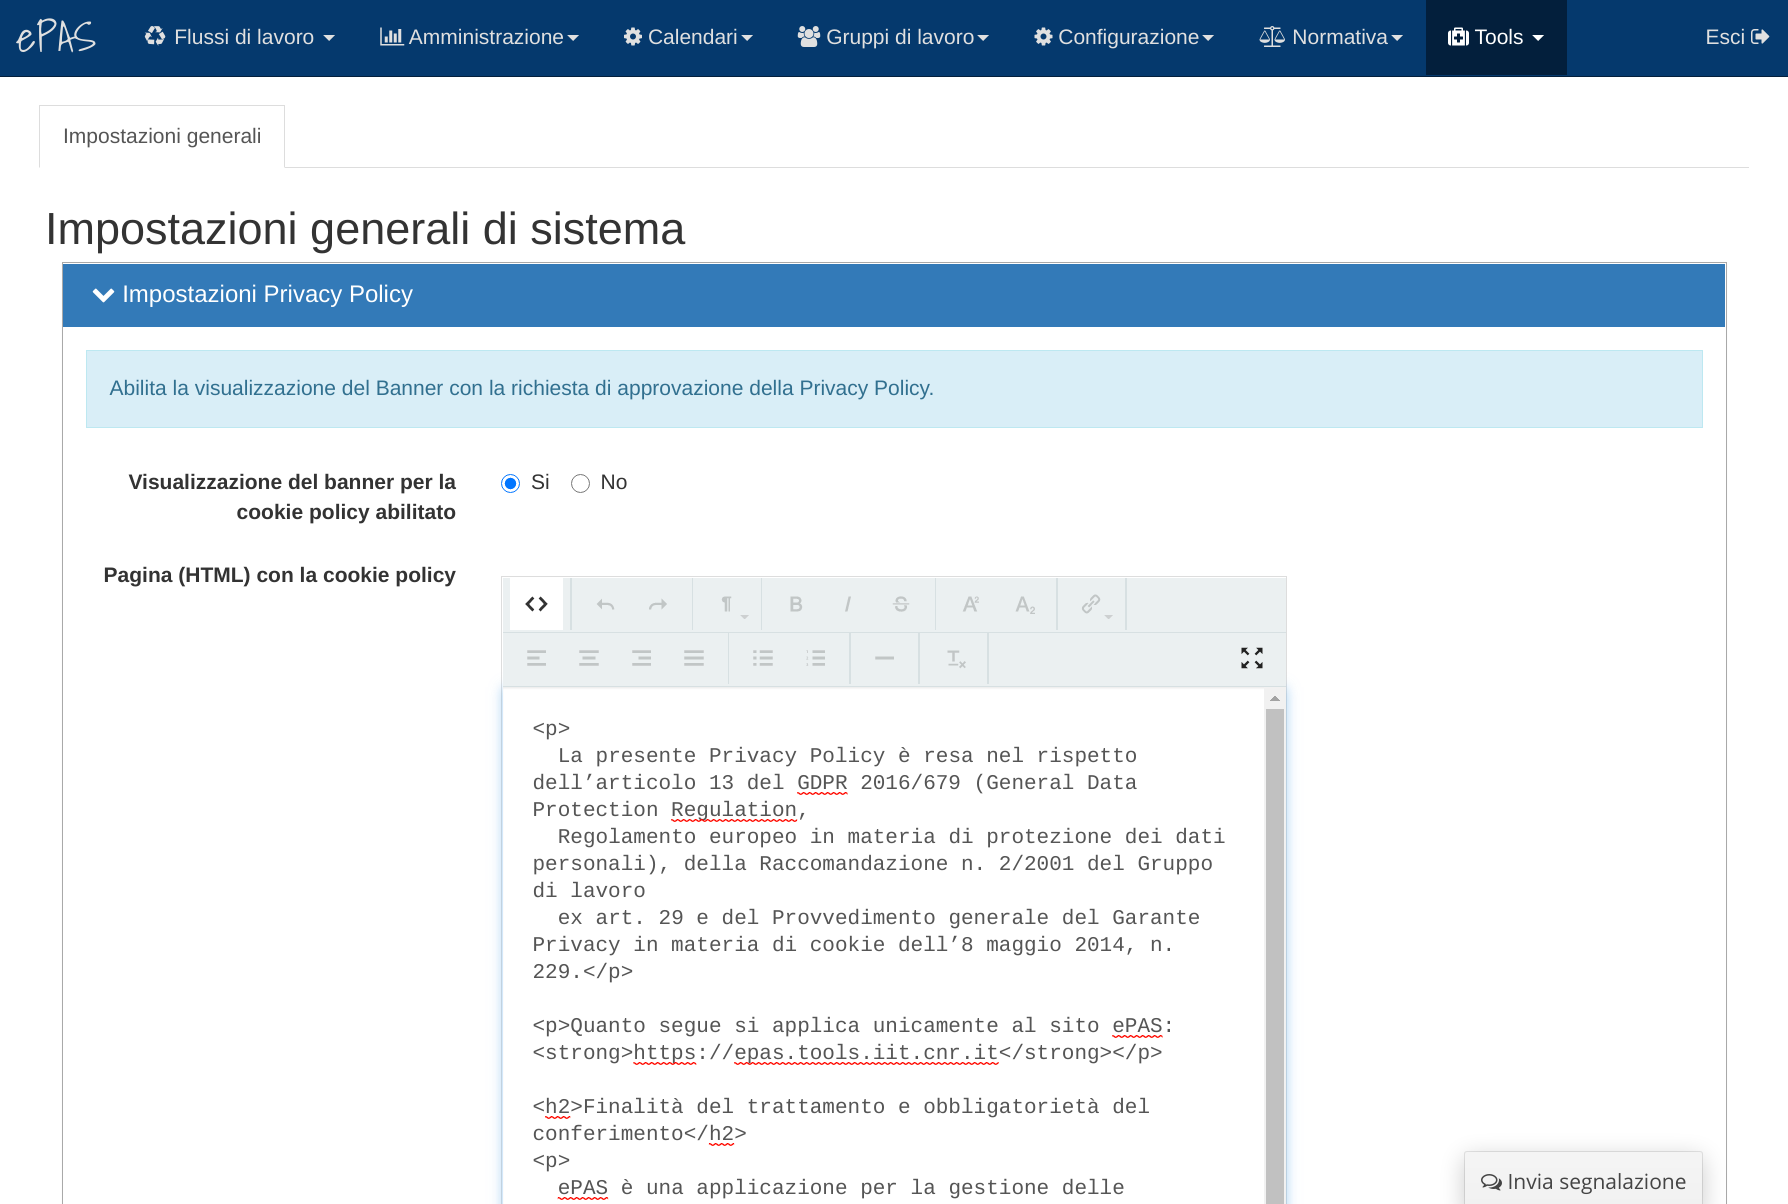 ePAS Flussi di lavoro Amministrazione Calendari Gruppi di lavoro Configurazione Normativa Tools Esci
Impostazioni generali
Impostazioni generali di sistema
Impostazioni Privacy Policy
Abilita la visualizzazione del Banner con la richiesta di approvazione della Privacy Policy.
Visualizzazione del banner per la
cookie policy abilitato
Si No
Pagina (HTML) con la cookie policy
<p>
La presente Privacy Policy è resa nel rispetto
dell’articolo 13 del GDPR 2016/679 (General Data
Protection Regulation,
Regolamento europeo in materia di protezione dei dati
personali), della Raccomandazione n. 2/2001 del Gruppo
di lavoro
ex art. 29 e del Provvedimento generale del Garante
Privacy in materia di cookie dell’8 maggio 2014, n.
229.</p>
<p>Quanto segue si applica unicamente al sito ePAS:
<strong>https://epas.tools.iit.cnr.it</strong></p>
<h2>Finalità del trattamento e obbligatorietà del
conferimento</h2>
<p>
ePAS è una applicazione per la gestione delle
Invia segnalazione